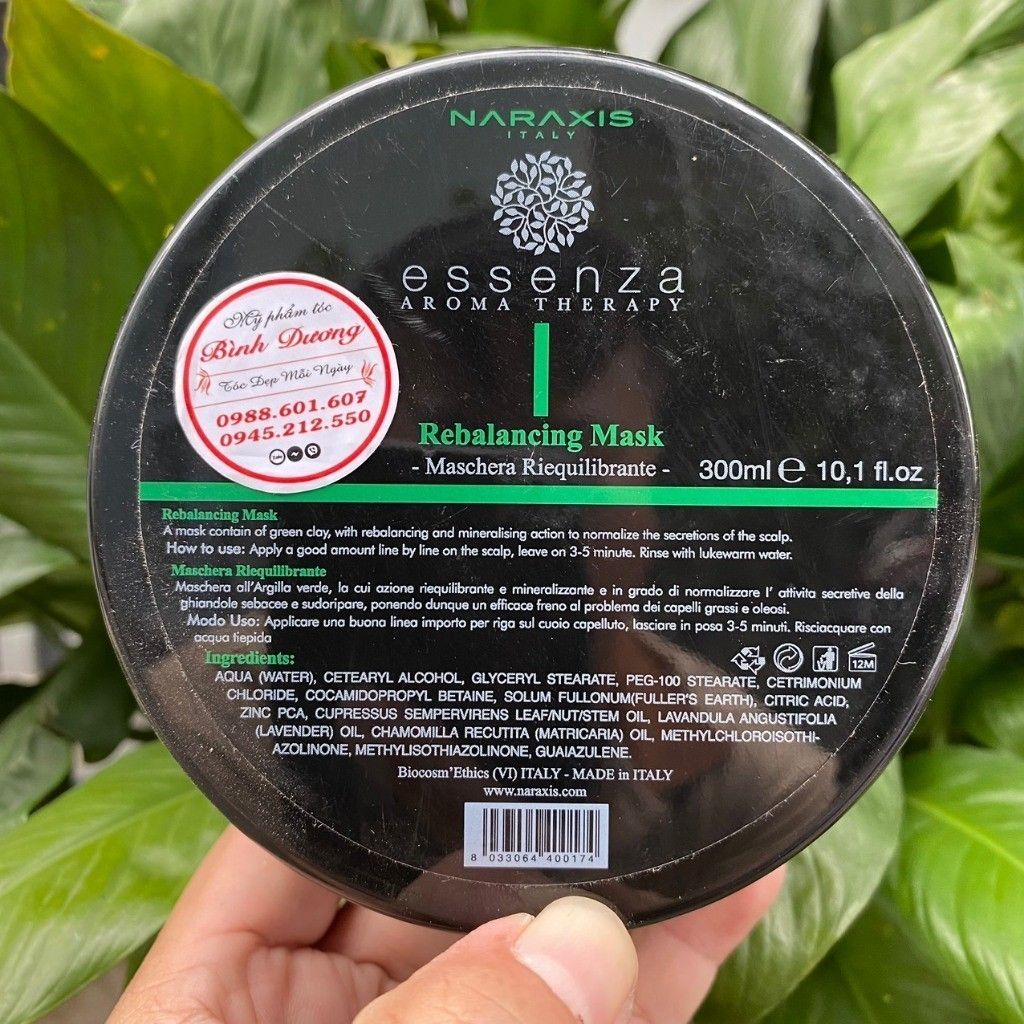 NARAXIS
ITALY
essenza
AROMA THERAPY
Mỹ phẩm tóc
Bình Dương
Tóc Đẹp Mỗi Ngày
0988.601.607
0945.212.550
Zalo
Rebalancing Mask
- Maschera Riequilibrante -
300ml ℮ 10,1 fl.oz
Rebalancing Mask
A mask contain of green clay, with rebalancing and mineralising action to normalize the secretions of the scalp.
How to use: Apply a good amount line by line on the scalp, leave on 3-5 minute. Rinse with lukewarm water.
Maschera Riequilibrante
Maschera all'Argilla verde, la cui azione riequilibrante e mineralizzante e in grado di normalizzare l' attivita secretive della
ghiandole sebacee e sudoripare, ponendo dunque un efficace freno al problema dei capelli grassi e oleosi.
Modo Uso: Applicare una buona linea importo per riga sul cuoio capelluto, lasciare in posa 3-5 minuti. Risciacquare con
acqua tiepida
Ingredients:
12M
AQUA (WATER), CETEARYL ALCOHOL, GLYCERYL STEARATE, PEG-100 STEARATE, CETRIMONIUM
CHLORIDE, COCAMIDOPROPYL BETAINE, SOLUM FULLONUM(FULLER'S EARTH), CITRIC ACID,
ZINC PCA, CUPRESSUS SEMPERVIRENS LEAF/NUT/STEM OIL, LAVANDULA ANGUSTIFOLIA
(LAVENDER) OIL, CHAMOMILLA RECUTITA (MATRICARIA) OIL, METHYLCHLOROISOTHI-
AZOLINONE, METHYLISOTHIAZOLINONE, GUAIAZULENE.
Biocosm'Ethics (VI) ITALY - MADE in ITALY
www.naraxis.com
8 033064 400174